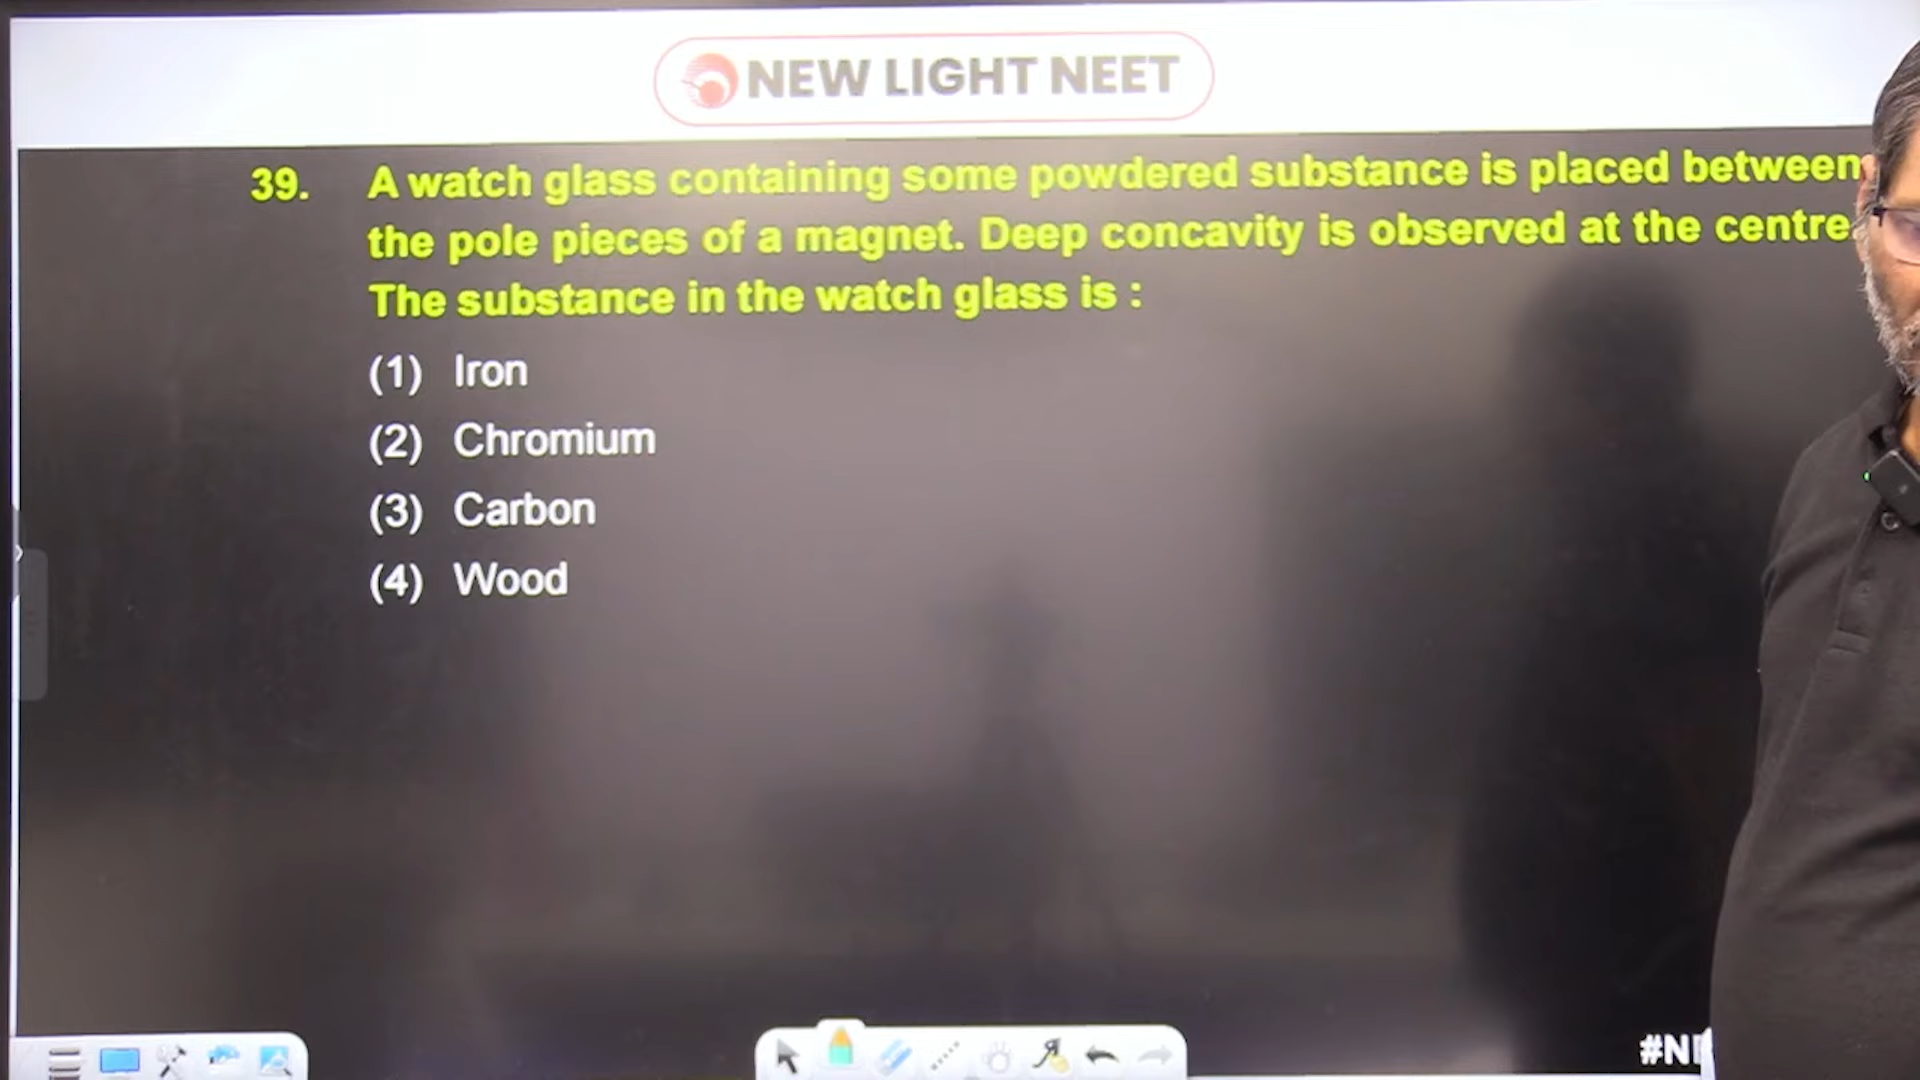 NEW LIGHT NEET
39. A watch glass containing some powdered substance is placed between
the pole pieces of a magnet. Deep concavity is observed at the centre.
The substance in the watch glass is :
(1) Iron
(2) Chromium
(3) Carbon
(4) Wood